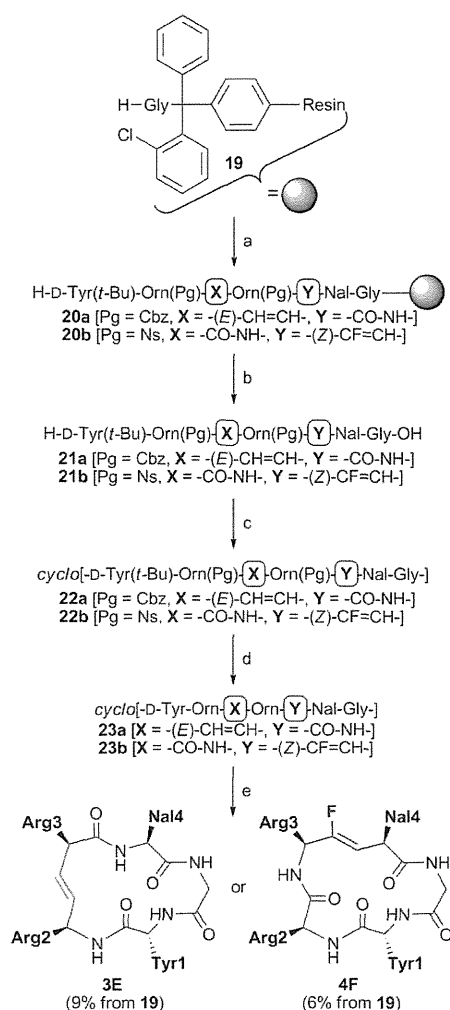 H
Gly
Resin
Cl
19
=
a
H-D-Tyr(t-Bu)-Orn(Pg)-X-Orn(Pg)-Y-Nal-Gly
20a [Pg = Cbz, X = -(E)-CH=CH-, Y = -CO-NH-]
20b [Pg = Ns, X = -CO-NH-, Y = -(Z)-CF=CH-]
b
H-D-Tyr(t-Bu)-Orn(Pg)-X-Orn(Pg)-Y-Nal-Gly-OH
21a [Pg = Cbz, X = -(E)-CH=CH-, Y = -CO-NH-]
21b [Pg = Ns, X = -CO-NH-, Y = -(Z)-CF=CH-]
c
cyclo[-D-Tyr(t-Bu)-Orn(Pg)-X-Orn(Pg)-Y-Nal-Gly-]
22a [Pg = Cbz, X = -(E)-CH=CH-, Y = -CO-NH-]
22b [Pg = Ns, X = -CO-NH-, Y = -(Z)-CF=CH-]
d
cyclo[-D-Tyr-Orn-X-Orn-Y-Nal-Gly-]
23a [X = -(E)-CH=CH-, Y = -CO-NH-]
23b [X = -CO-NH-, Y = -(Z)-CF=CH-]
e
Arg3
O
N
H
Nal4
O
NH
O
O
HN
N
H
Arg2
Tyr1
3E
(9% from 19)
or
Arg3
F
Nal4
NH
O
NH
O
O
HN
O
N
H
Arg2
Tyr1
4F
(6% from 19)